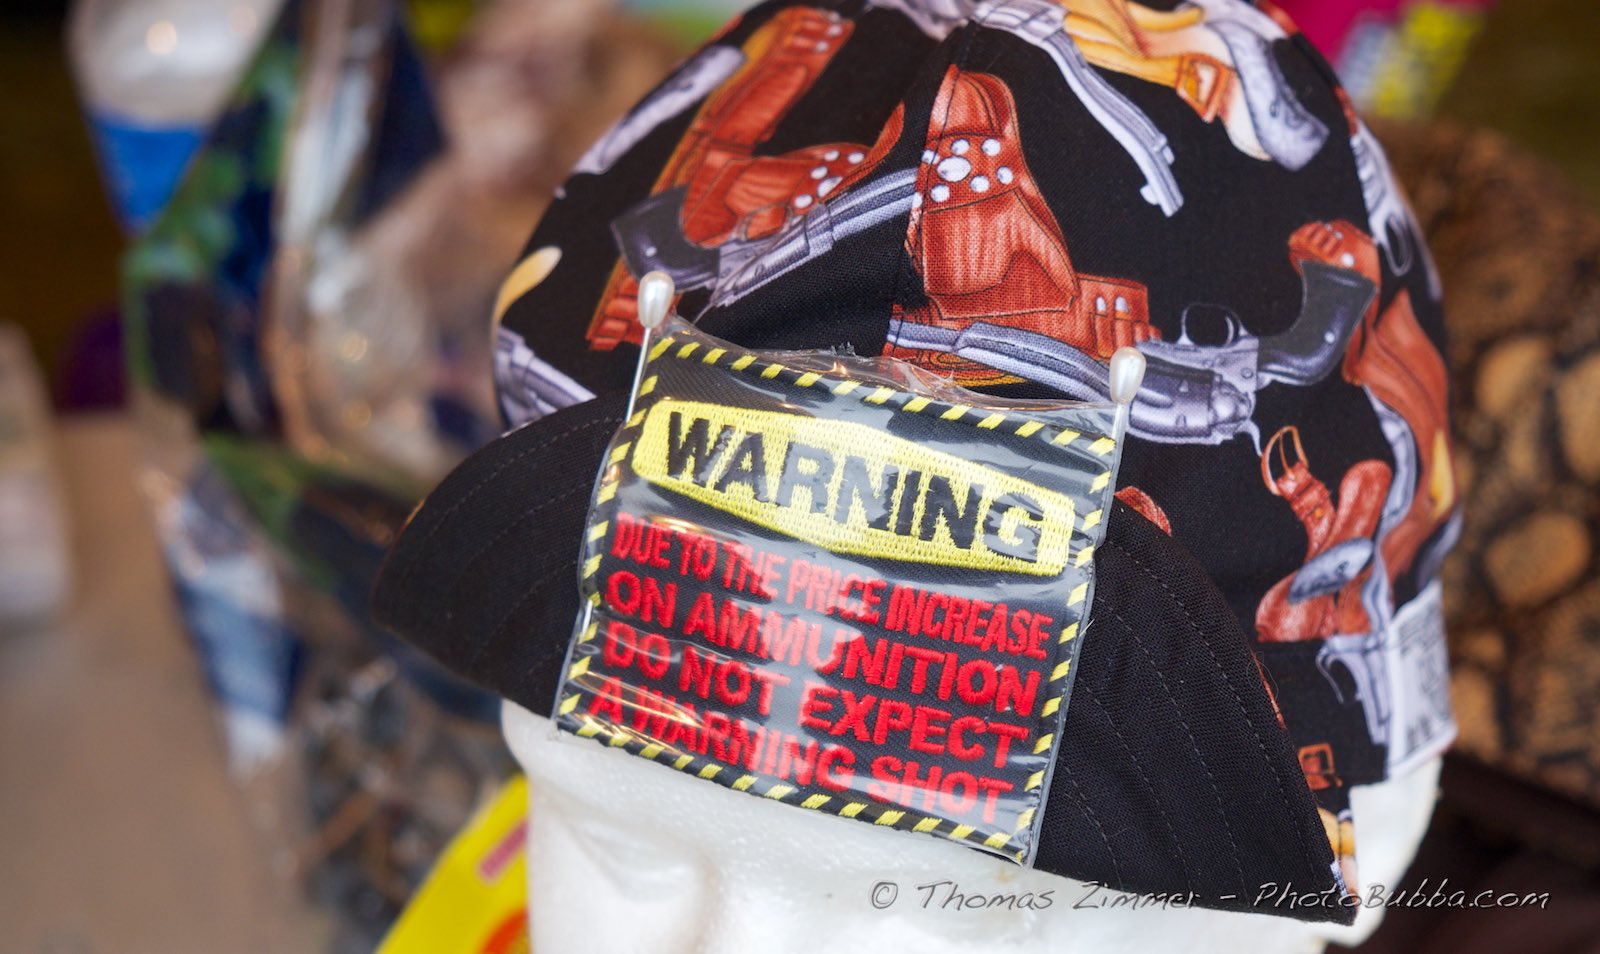 WARNING
DUE TO THE PRICE INCREASE
ON AMMUNITION
DO NOT EXPECT
A WARNING SHOT
© Thomas Zimmer - PhotoBubba.com